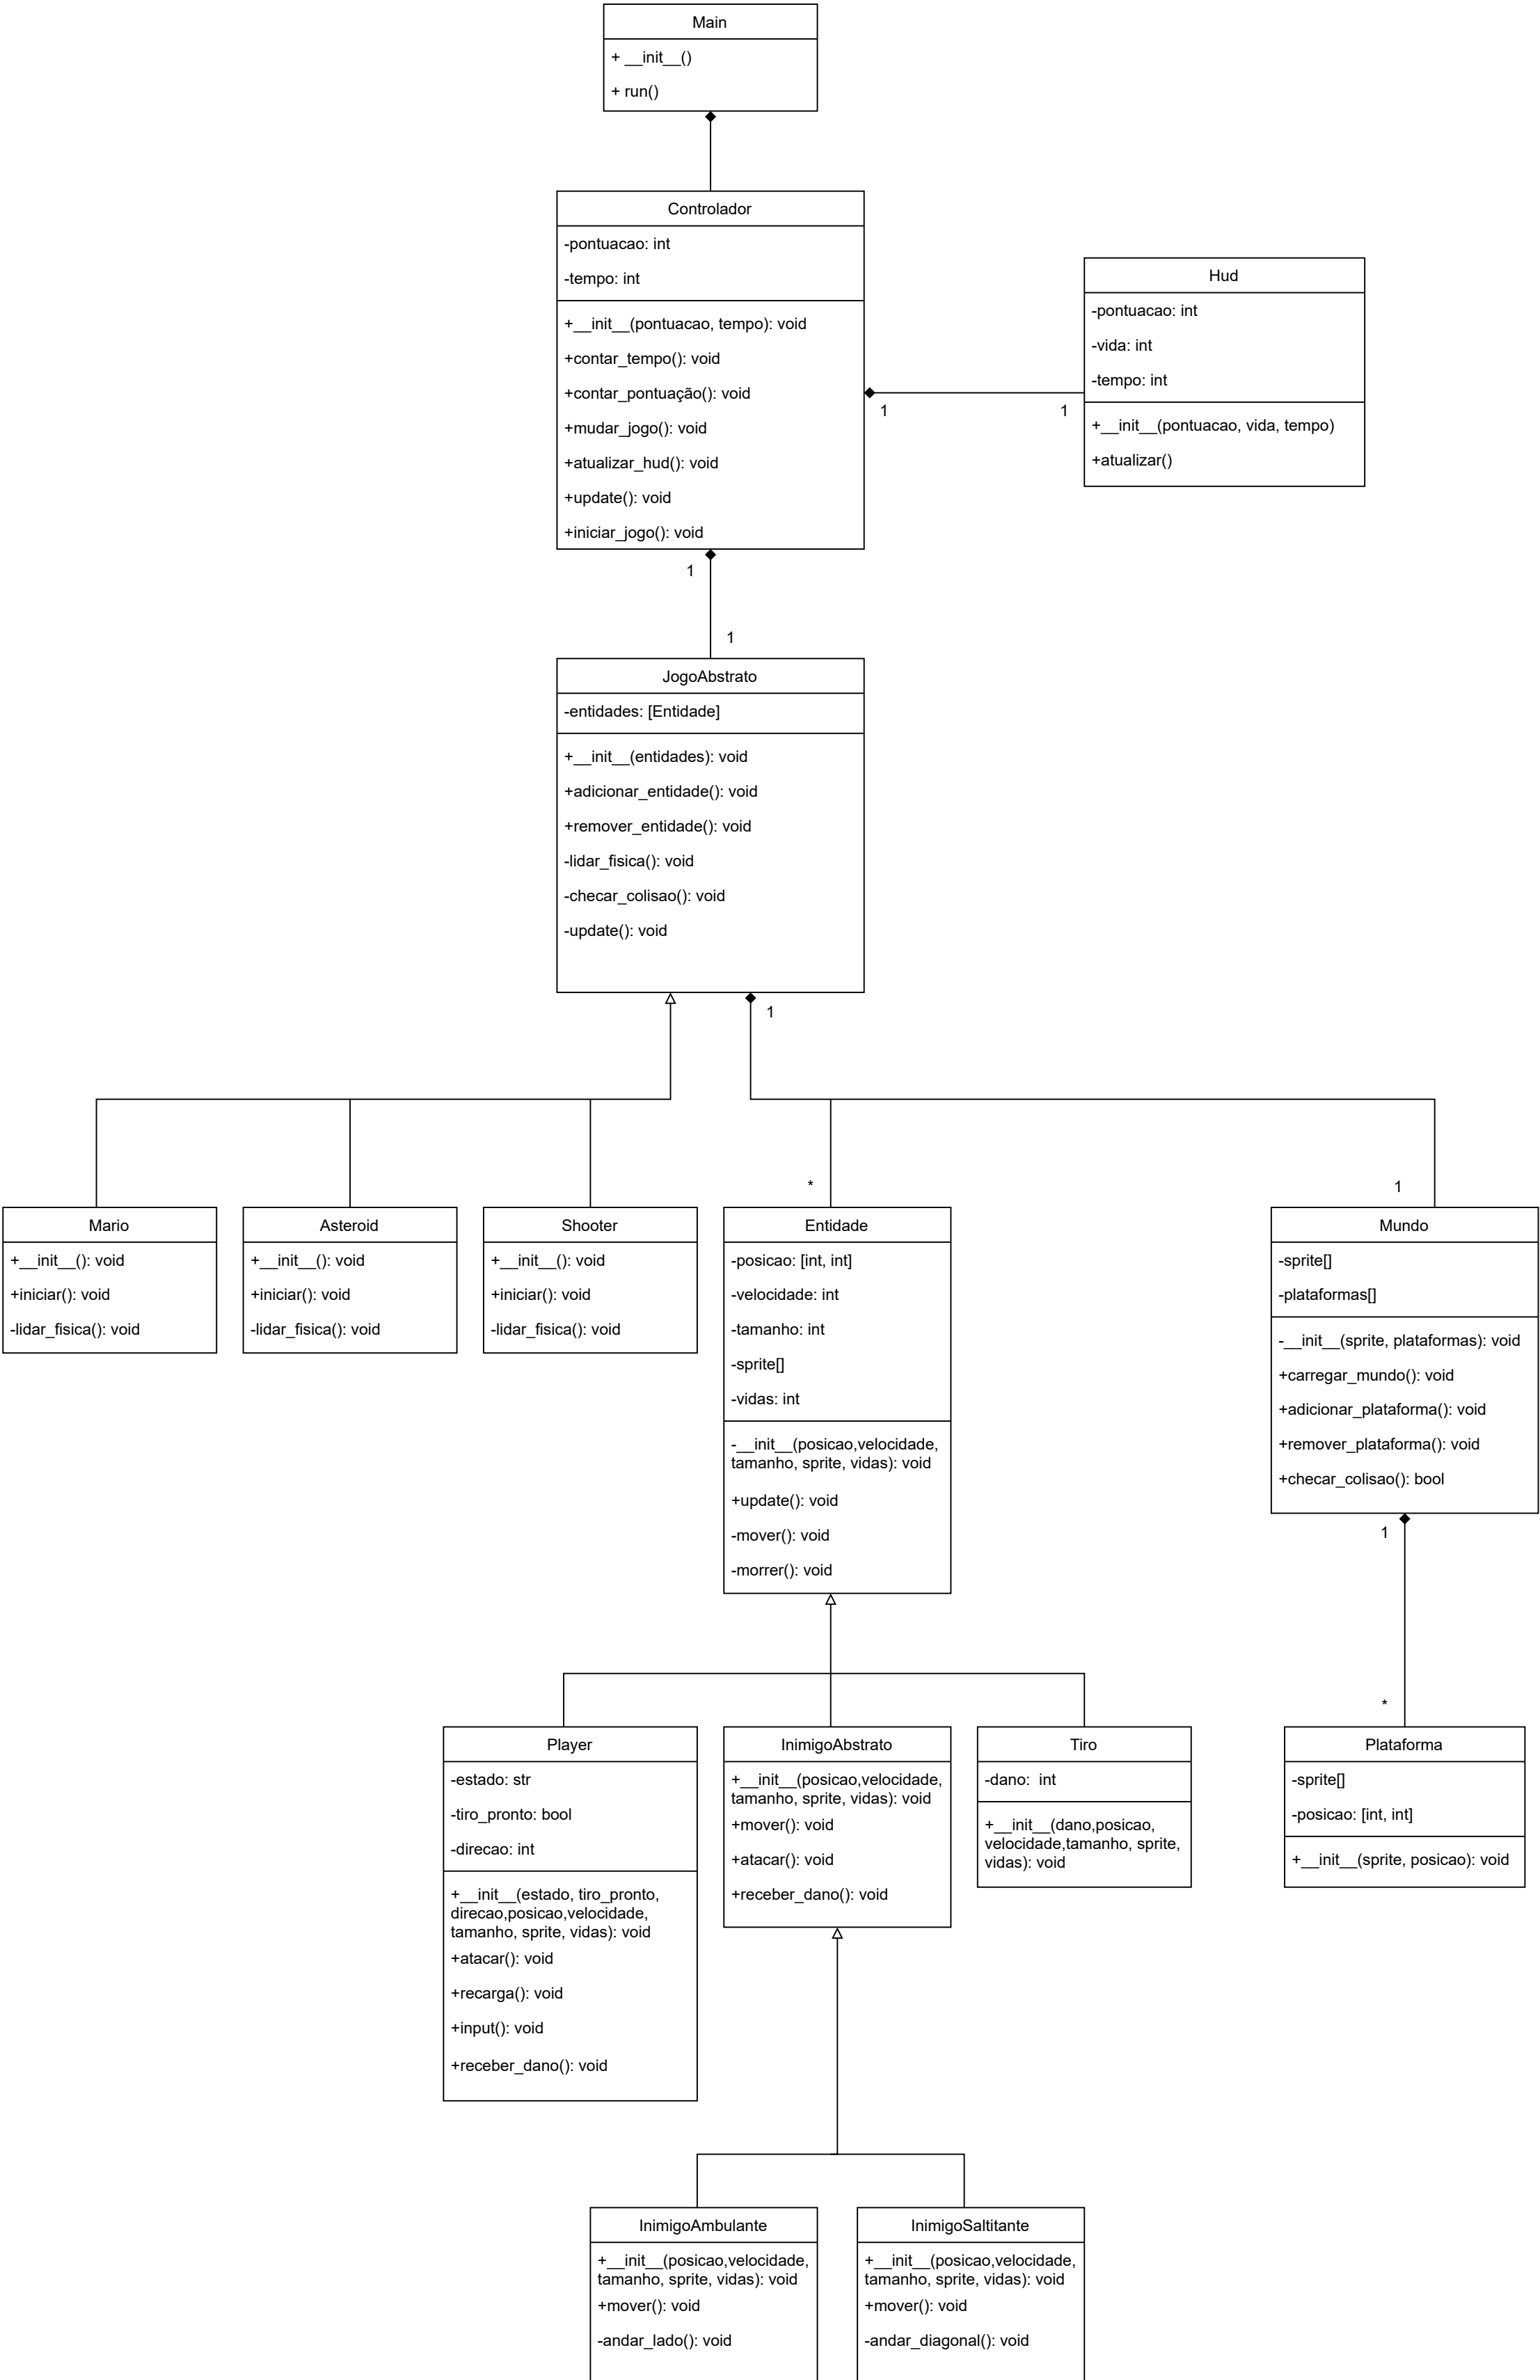 Main
+ __init__()
+ run()
Controlador
-pontuacao: int
-tempo: int
+__init__(pontuacao, tempo): void
+contar_tempo(): void
+contar_pontuação(): void
+mudar_jogo(): void
+atualizar_hud(): void
+update(): void
+iniciar_jogo(): void
Hud
-pontuacao: int
-vida: int
-tempo: int
+__init__(pontuacao, vida, tempo)
+atualizar()
1
1
1
1
JogoAbstrato
-entidades: [Entidade]
+__init__(entidades): void
+adicionar_entidade(): void
+remover_entidade(): void
-lidar_fisica(): void
-checar_colisao(): void
-update(): void
1
*
1
Mario
+__init__(): void
+iniciar(): void
-lidar_fisica(): void
Asteroid
+__init__(): void
+iniciar(): void
-lidar_fisica(): void
Shooter
+__init__(): void
+iniciar(): void
-lidar_fisica(): void
Entidade
-posicao: [int, int]
-velocidade: int
-tamanho: int
-sprite[]
-vidas: int
-__init__(posicao,velocidade,
tamanho, sprite, vidas): void
+update(): void
-mover(): void
-morrer(): void
Mundo
-sprite[]
-plataformas[]
-__init__(sprite, plataformas): void
+carregar_mundo(): void
+adicionar_plataforma(): void
+remover_plataforma(): void
+checar_colisao(): bool
1
*
Player
-estado: str
-tiro_pronto: bool
-direcao: int
+__init__(estado, tiro_pronto,
direcao,posicao,velocidade,
tamanho, sprite, vidas): void
+atacar(): void
+recarga(): void
+input(): void
+receber_dano(): void
InimigoAbstrato
+__init__(posicao,velocidade,
tamanho, sprite, vidas): void
+mover(): void
+atacar(): void
+receber_dano(): void
Tiro
-dano:  int
+__init__(dano,posicao,
velocidade,tamanho, sprite,
vidas): void
Plataforma
-sprite[]
-posicao: [int, int]
+__init__(sprite, posicao): void
InimigoAmbulante
+__init__(posicao,velocidade,
tamanho, sprite, vidas): void
+mover(): void
-andar_lado(): void
InimigoSaltitante
+__init__(posicao,velocidade,
tamanho, sprite, vidas): void
+mover(): void
-andar_diagonal(): void